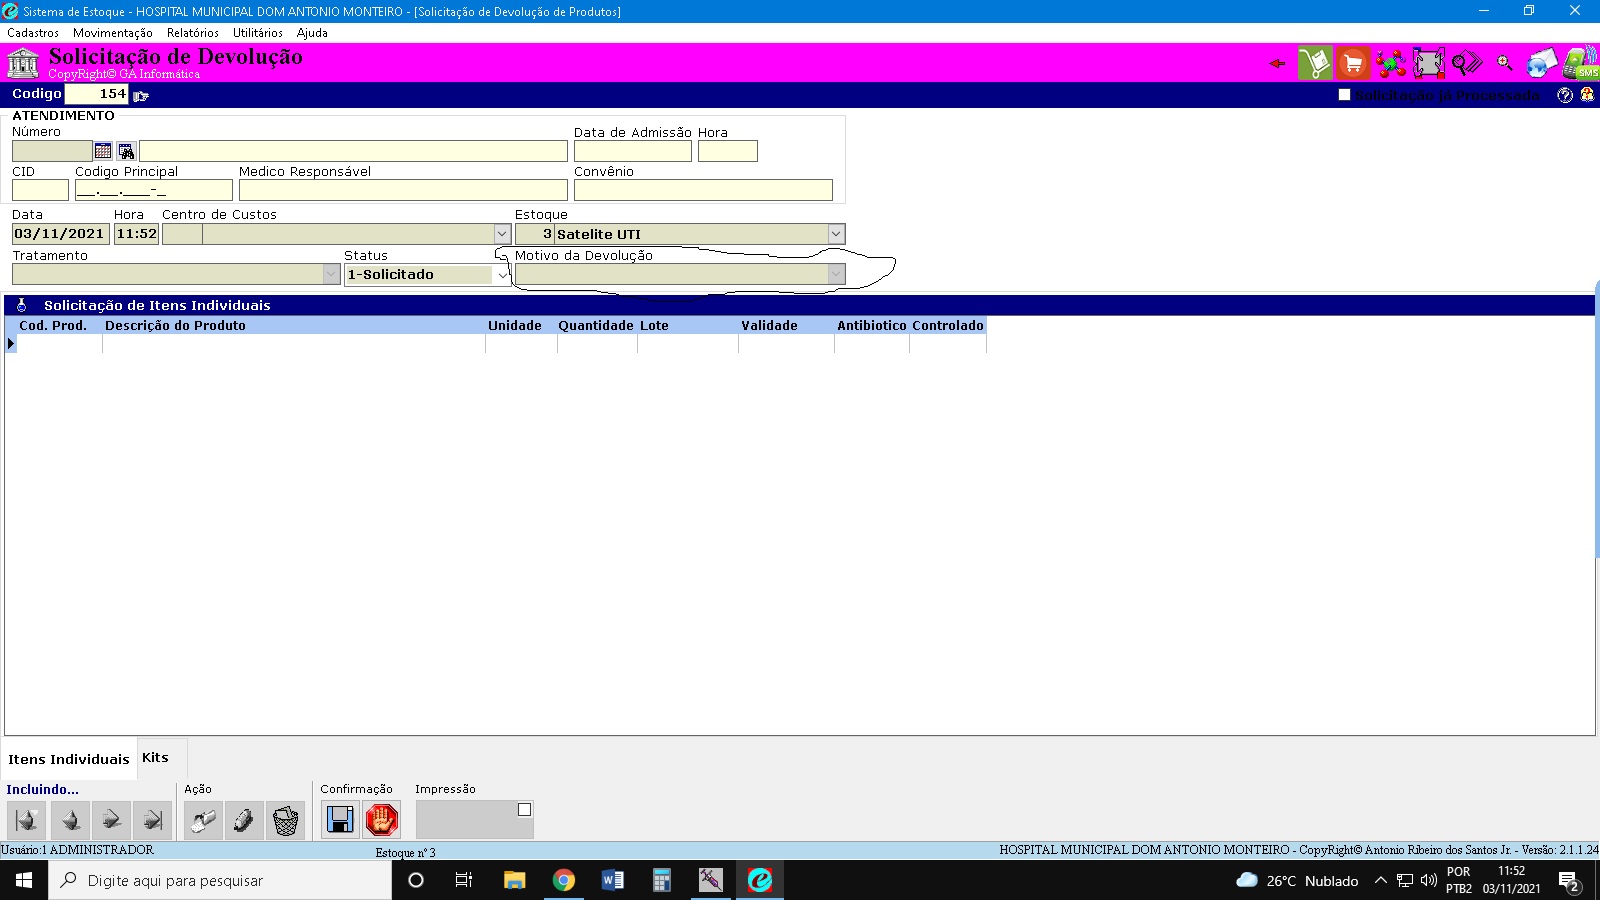 Sistema de Estoque - HOSPITAL MUNICIPAL DOM ANTONIO MONTEIRO - [Solicitação de Devolução de Produtos]
Cadastros Movimentação Relatórios Utilitários Ajuda
Solicitação de Devolução
CopyRight© GA Informática
SMS
Codigo 154 Solicitação já Processada
ATENDIMENTO
Número Data de Admissão Hora
CID Codigo Principal Medico Responsável Convênio
__.__.___-_
Data Hora Centro de Custos Estoque
03/11/2021 11:52 3 Satelite UTI
Tratamento Status Motivo da Devolução
1-Solicitado
Solicitação de Itens Individuais
Cod. Prod. Descrição do Produto Unidade Quantidade Lote Validade Antibiotico Controlado
Itens Individuais Kits
Incluindo... Ação Confirmação Impressão
Usuário:1 ADMINISTRADOR Estoque nº 3 HOSPITAL MUNICIPAL DOM ANTONIO MONTEIRO - CopyRight© Antonio Ribeiro dos Santos Jr. - Versão: 2.1.1.24
Digite aqui para pesquisar 26°C Nublado POR 11:52
PTB2 03/11/2021 2